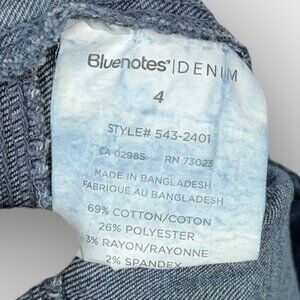 Bluenotes® | DENIM
4
STYLE# 543-2401
CA 02985 RN 73023
MADE IN BANGLADESH
FABRIQUÉ AU BANGLADESH
69% COTTON/COTON
26% POLYESTER
3% RAYON/RAYONNE
2% SPANDEX